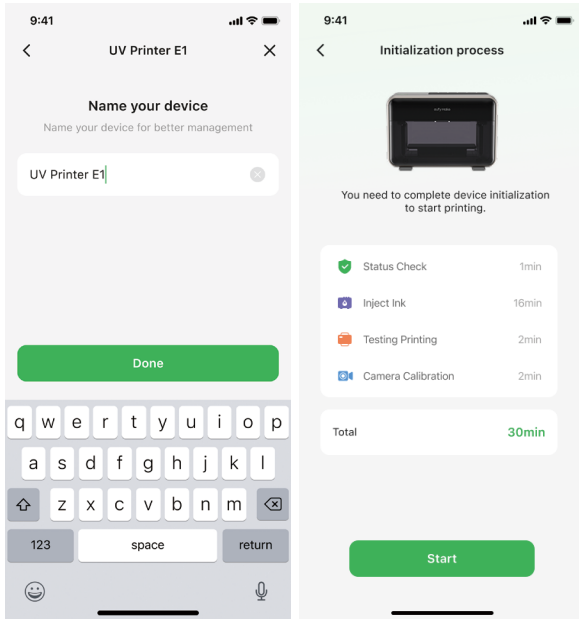 9:41
UV Printer E1
Name your device
Name your device for better management
UV Printer E1
Done
q w e r t y u i o p
a s d f g h j k l
z x c v b n m
123 space return
9:41
Initialization process
You need to complete device initialization
to start printing.
Status Check 1min
Inject Ink 16min
Testing Printing 2min
Camera Calibration 2min
Total 30min
Start